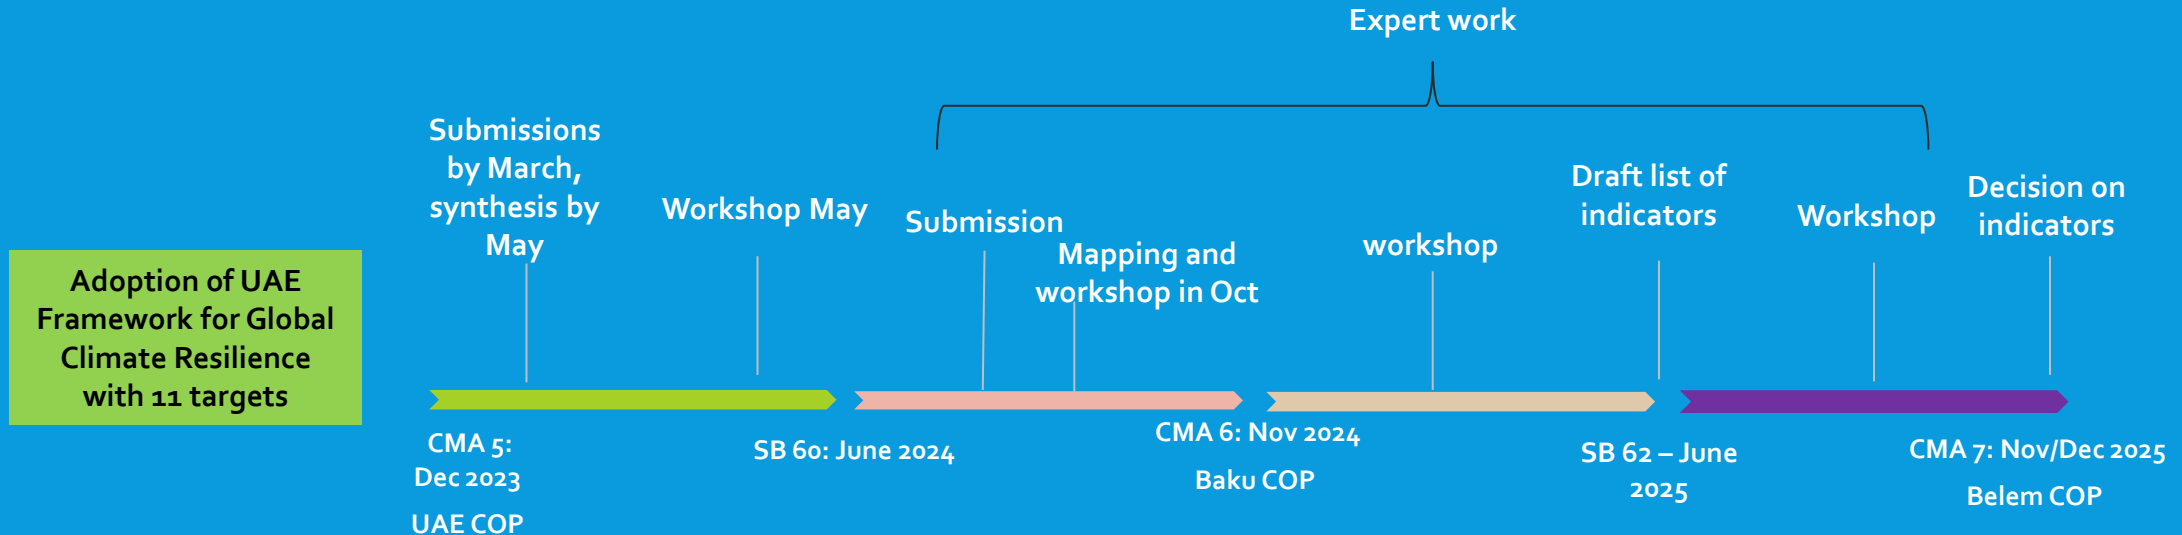 Expert work
Submissions
by March,
synthesis by
May
Workshop May
Submission
Mapping and
workshop in Oct
workshop
Draft list of
indicators
Workshop
Decision on
indicators
Adoption of UAE
Framework for Global
Climate Resilience
with 11 targets
CMA 5:
Dec 2023
UAE COP
SB 60: June 2024
CMA 6: Nov 2024
Baku COP
SB 62 – June
2025
CMA 7: Nov/Dec 2025
Belem COP